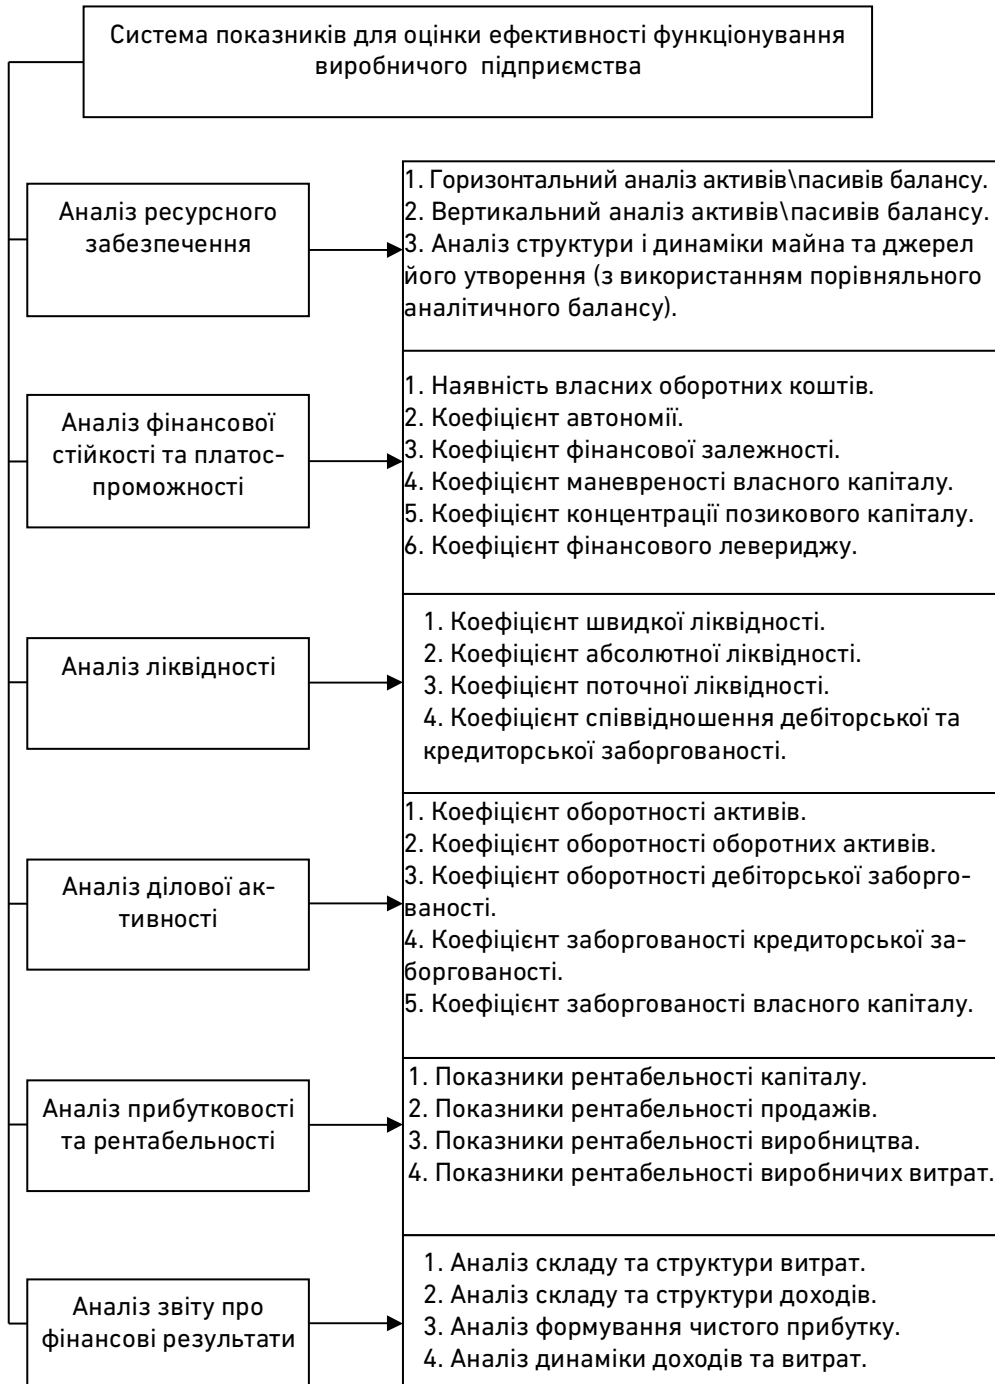 Система показників для оцінки ефективності функціонування
виробничого підприємства
Аналіз ресурсного
забезпечення
1. Горизонтальний аналіз активів\пасивів балансу.
2. Вертикальний аналіз активів\пасивів балансу.
3. Аналіз структури і динаміки майна та джерел
його утворення (з використанням порівняльного
аналітичного балансу).
Аналіз фінансової
стійкості та платос-
проможності
1. Наявність власних оборотних коштів.
2. Коефіцієнт автономії.
3. Коефіцієнт фінансової залежності.
4. Коефіцієнт маневреності власного капіталу.
5. Коефіцієнт концентрації позикового капіталу.
6. Коефіцієнт фінансового левериджу.
Аналіз ліквідності
1. Коефіцієнт швидкої ліквідності.
2. Коефіцієнт абсолютної ліквідності.
3. Коефіцієнт поточної ліквідності.
4. Коефіцієнт співвідношення дебіторської та
кредиторської заборгованості.
Аналіз ділової ак-
тивності
1. Коефіцієнт оборотності активів.
2. Коефіцієнт оборотності оборотних активів.
3. Коефіцієнт оборотності дебіторської заборго-
ваності.
4. Коефіцієнт заборгованості кредиторської за-
боргованості.
5. Коефіцієнт заборгованості власного капіталу.
Аналіз прибутковості
та рентабельності
1. Показники рентабельності капіталу.
2. Показники рентабельності продажів.
3. Показники рентабельності виробництва.
4. Показники рентабельності виробничих витрат.
Аналіз звіту про
фінансові результати
1. Аналіз складу та структури витрат.
2. Аналіз складу та структури доходів.
3. Аналіз формування чистого прибутку.
4. Аналіз динаміки доходів та витрат.